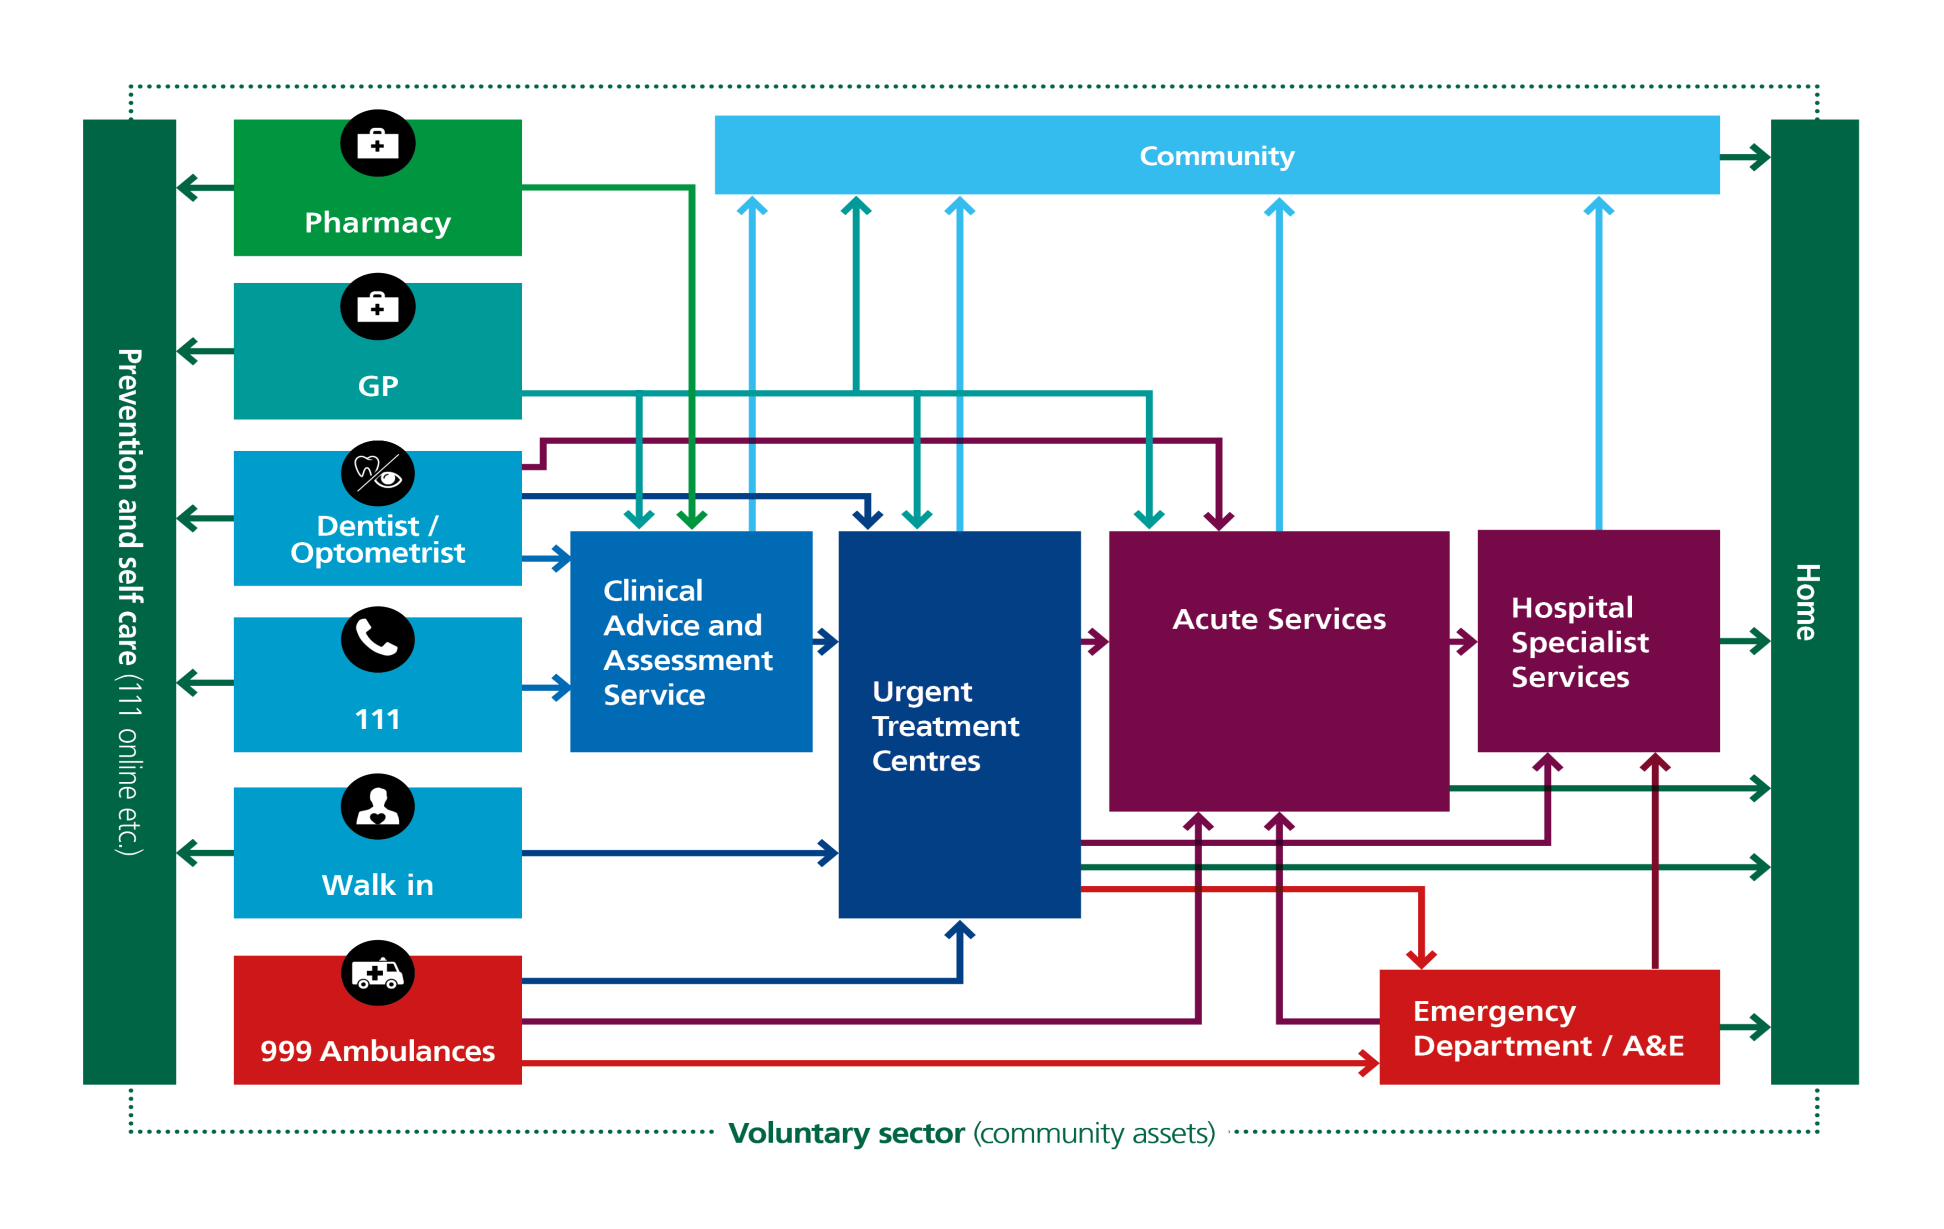 Prevention and self care (111 online etc.)
Pharmacy
GP
Dentist /
Optometrist
111
Walk in
999 Ambulances
Community
Clinical
Advice and
Assessment
Service
Urgent
Treatment
Centres
Acute Services
Hospital
Specialist
Services
Emergency
Department / A&E
Home
Voluntary sector (community assets)